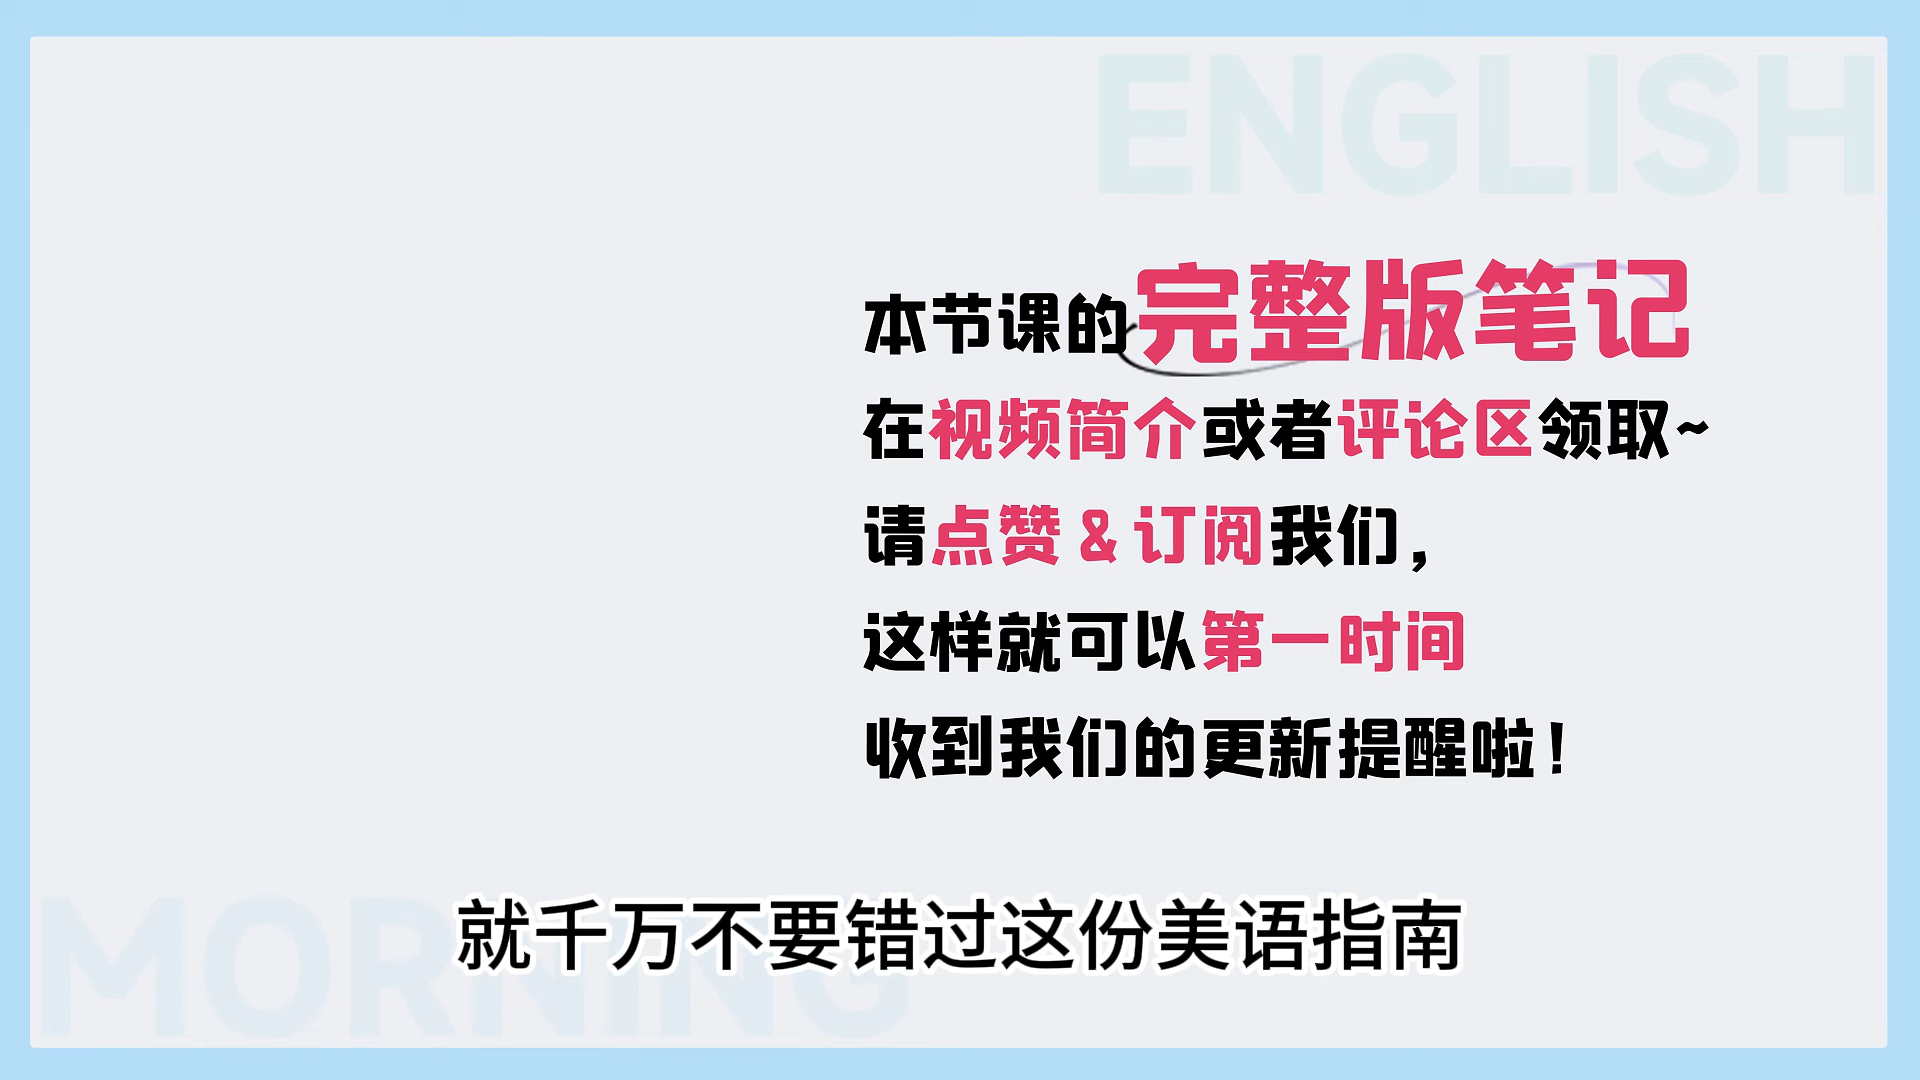 ENGLISH
本节课的完整版笔记
在视频简介或者评论区领取~
请点赞&订阅我们，
这样就可以第一时间
收到我们的更新提醒啦！
就千万不要错过这份美语指南
MORNING